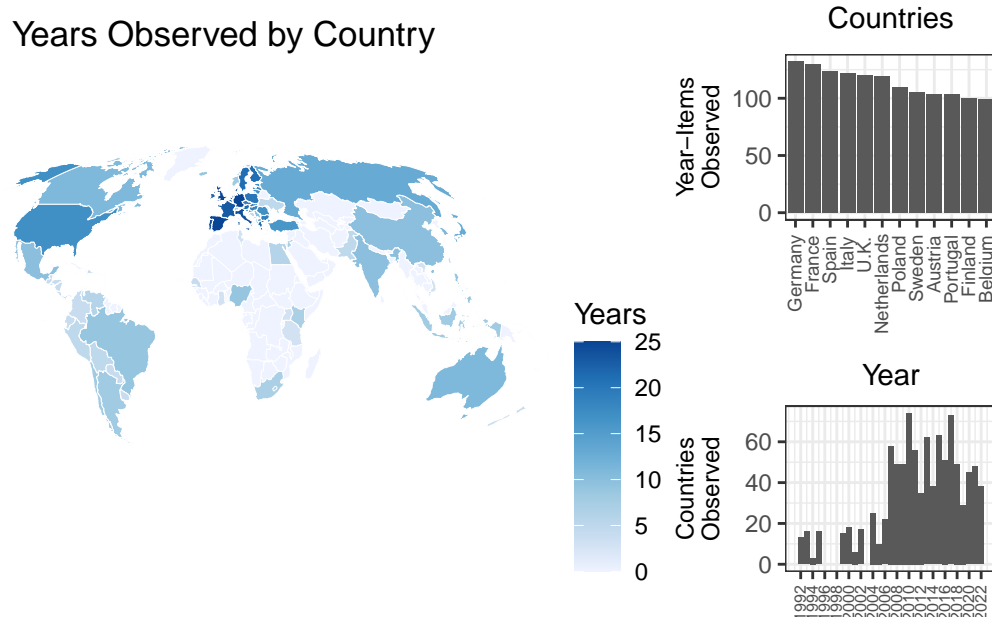 Years Observed by Country
Years
25
20
15
10
5
0
Countries
Year−Items
Observed
100
50
0
Germany
France
Spain
Italy
U.K.
Netherlands
Poland
Sweden
Austria
Portugal
Finland
Belgium
Year
Countries
Observed
60
40
20
0
1992
1994
1996
1998
2000
2002
2004
2006
2008
2010
2012
2014
2016
2018
2020
2022